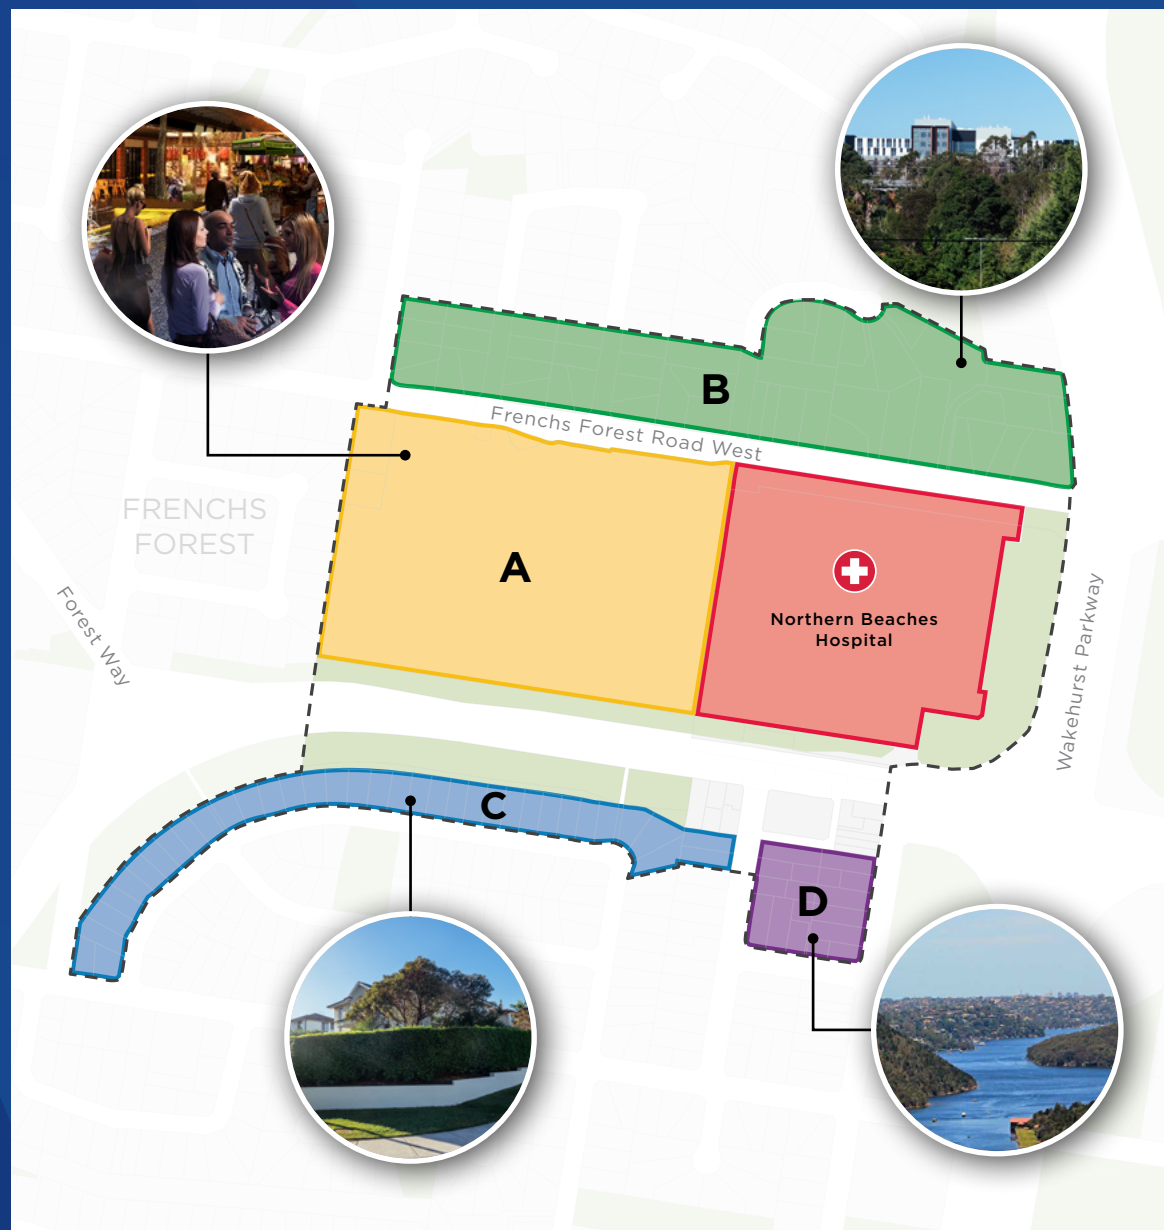 B
Frenchs Forest Road West
FRENCHS
FOREST
A
Northern Beaches
Hospital
Forest Way
Wakehurst Parkway
C
D